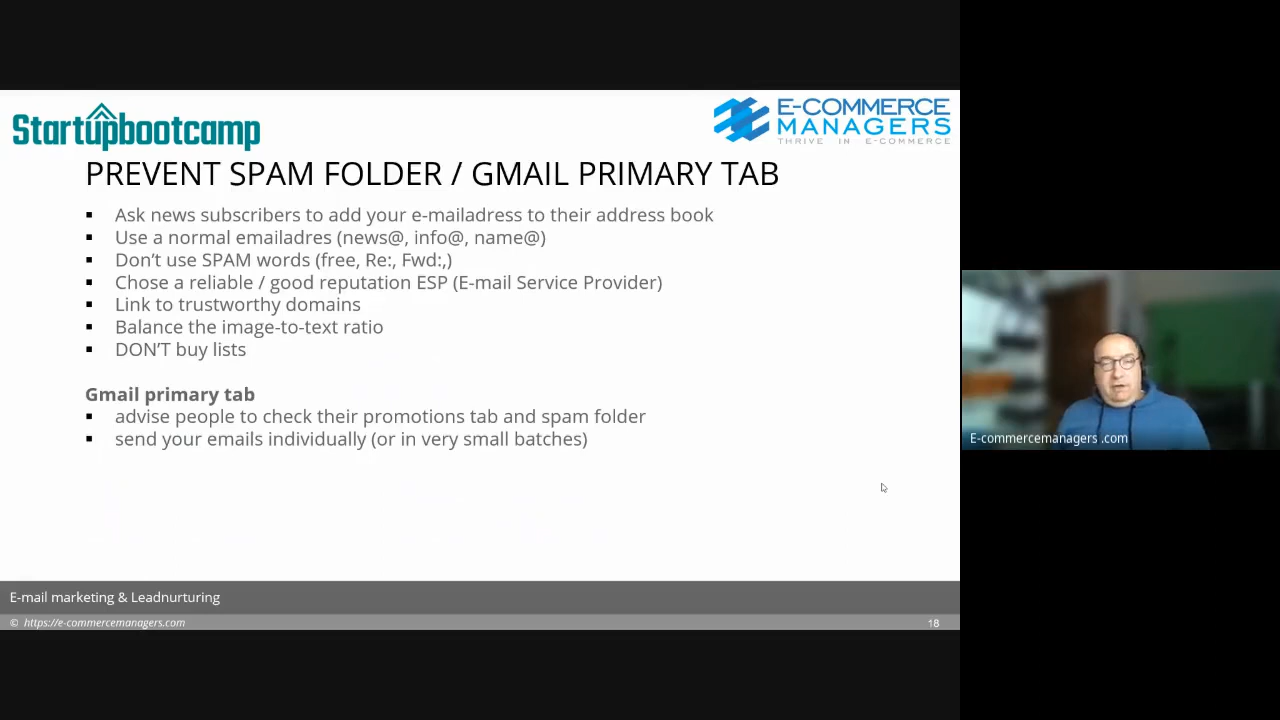 Startupbootcamp
E-COMMERCE
MANAGERS
THRIVE IN E-COMMERCE
PREVENT SPAM FOLDER / GMAIL PRIMARY TAB
▪ Ask news subscribers to add your e-mailadress to their address book
▪ Use a normal emailadres (news@, info@, name@)
▪ Don't use SPAM words (free, Re:, Fwd:,)
▪ Chose a reliable / good reputation ESP (E-mail Service Provider)
▪ Link to trustworthy domains
▪ Balance the image-to-text ratio
▪ DON'T buy lists
Gmail primary tab
▪ advise people to check their promotions tab and spam folder
▪ send your emails individually (or in very small batches)
E-commercemanagers .com
E-mail marketing & Leadnurturing
© https://e-commercemanagers.com
18